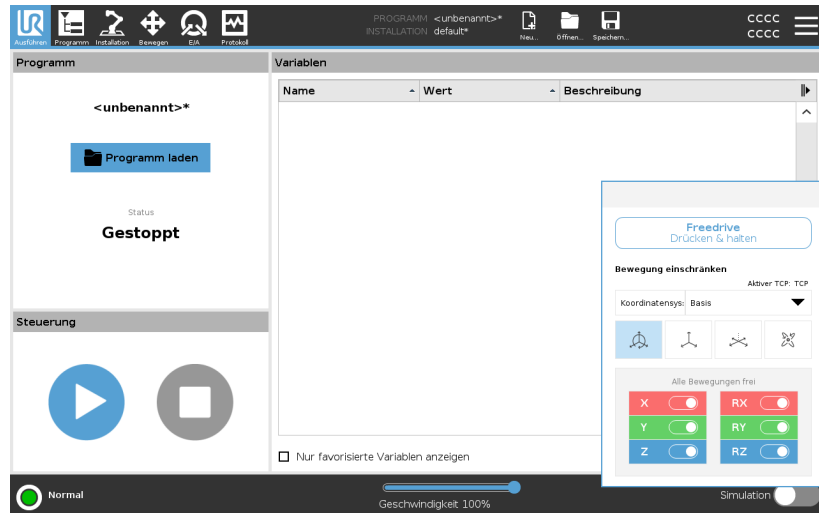 UR
PROGRAMM <unbenannt>*
INSTALLATION default*
Ausführen Programm Installation Bewegen E/A Protokoll
Neu... Öffnen... Speichern...
CCCC
CCCC
Programm
<unbenannt>*
Programm laden
Status
Gestoppt
Steuerung
Variablen
Name Wert Beschreibung
Nur favorisierte Variablen anzeigen
Freedrive
Drücken & halten
Bewegung einschränken
Aktiver TCP: TCP
Koordinatensys: Basis
Alle Bewegungen frei
X RX
Y RY
Z RZ
Normal
Geschwindigkeit 100%
Simulation